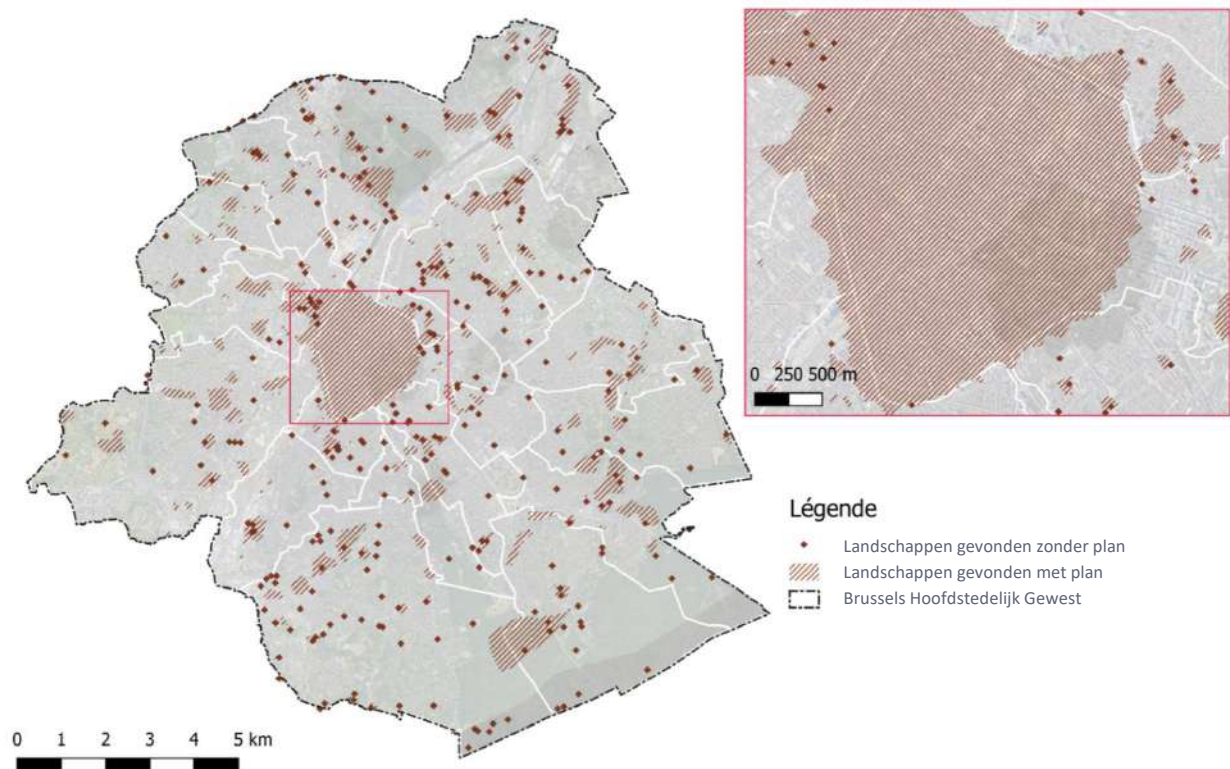 0 250 500 m
Légende
Landschappen gevonden zonder plan
Landschappen gevonden met plan
Brussels Hoofdstedelijk Gewest
0 1 2 3 4 5 km